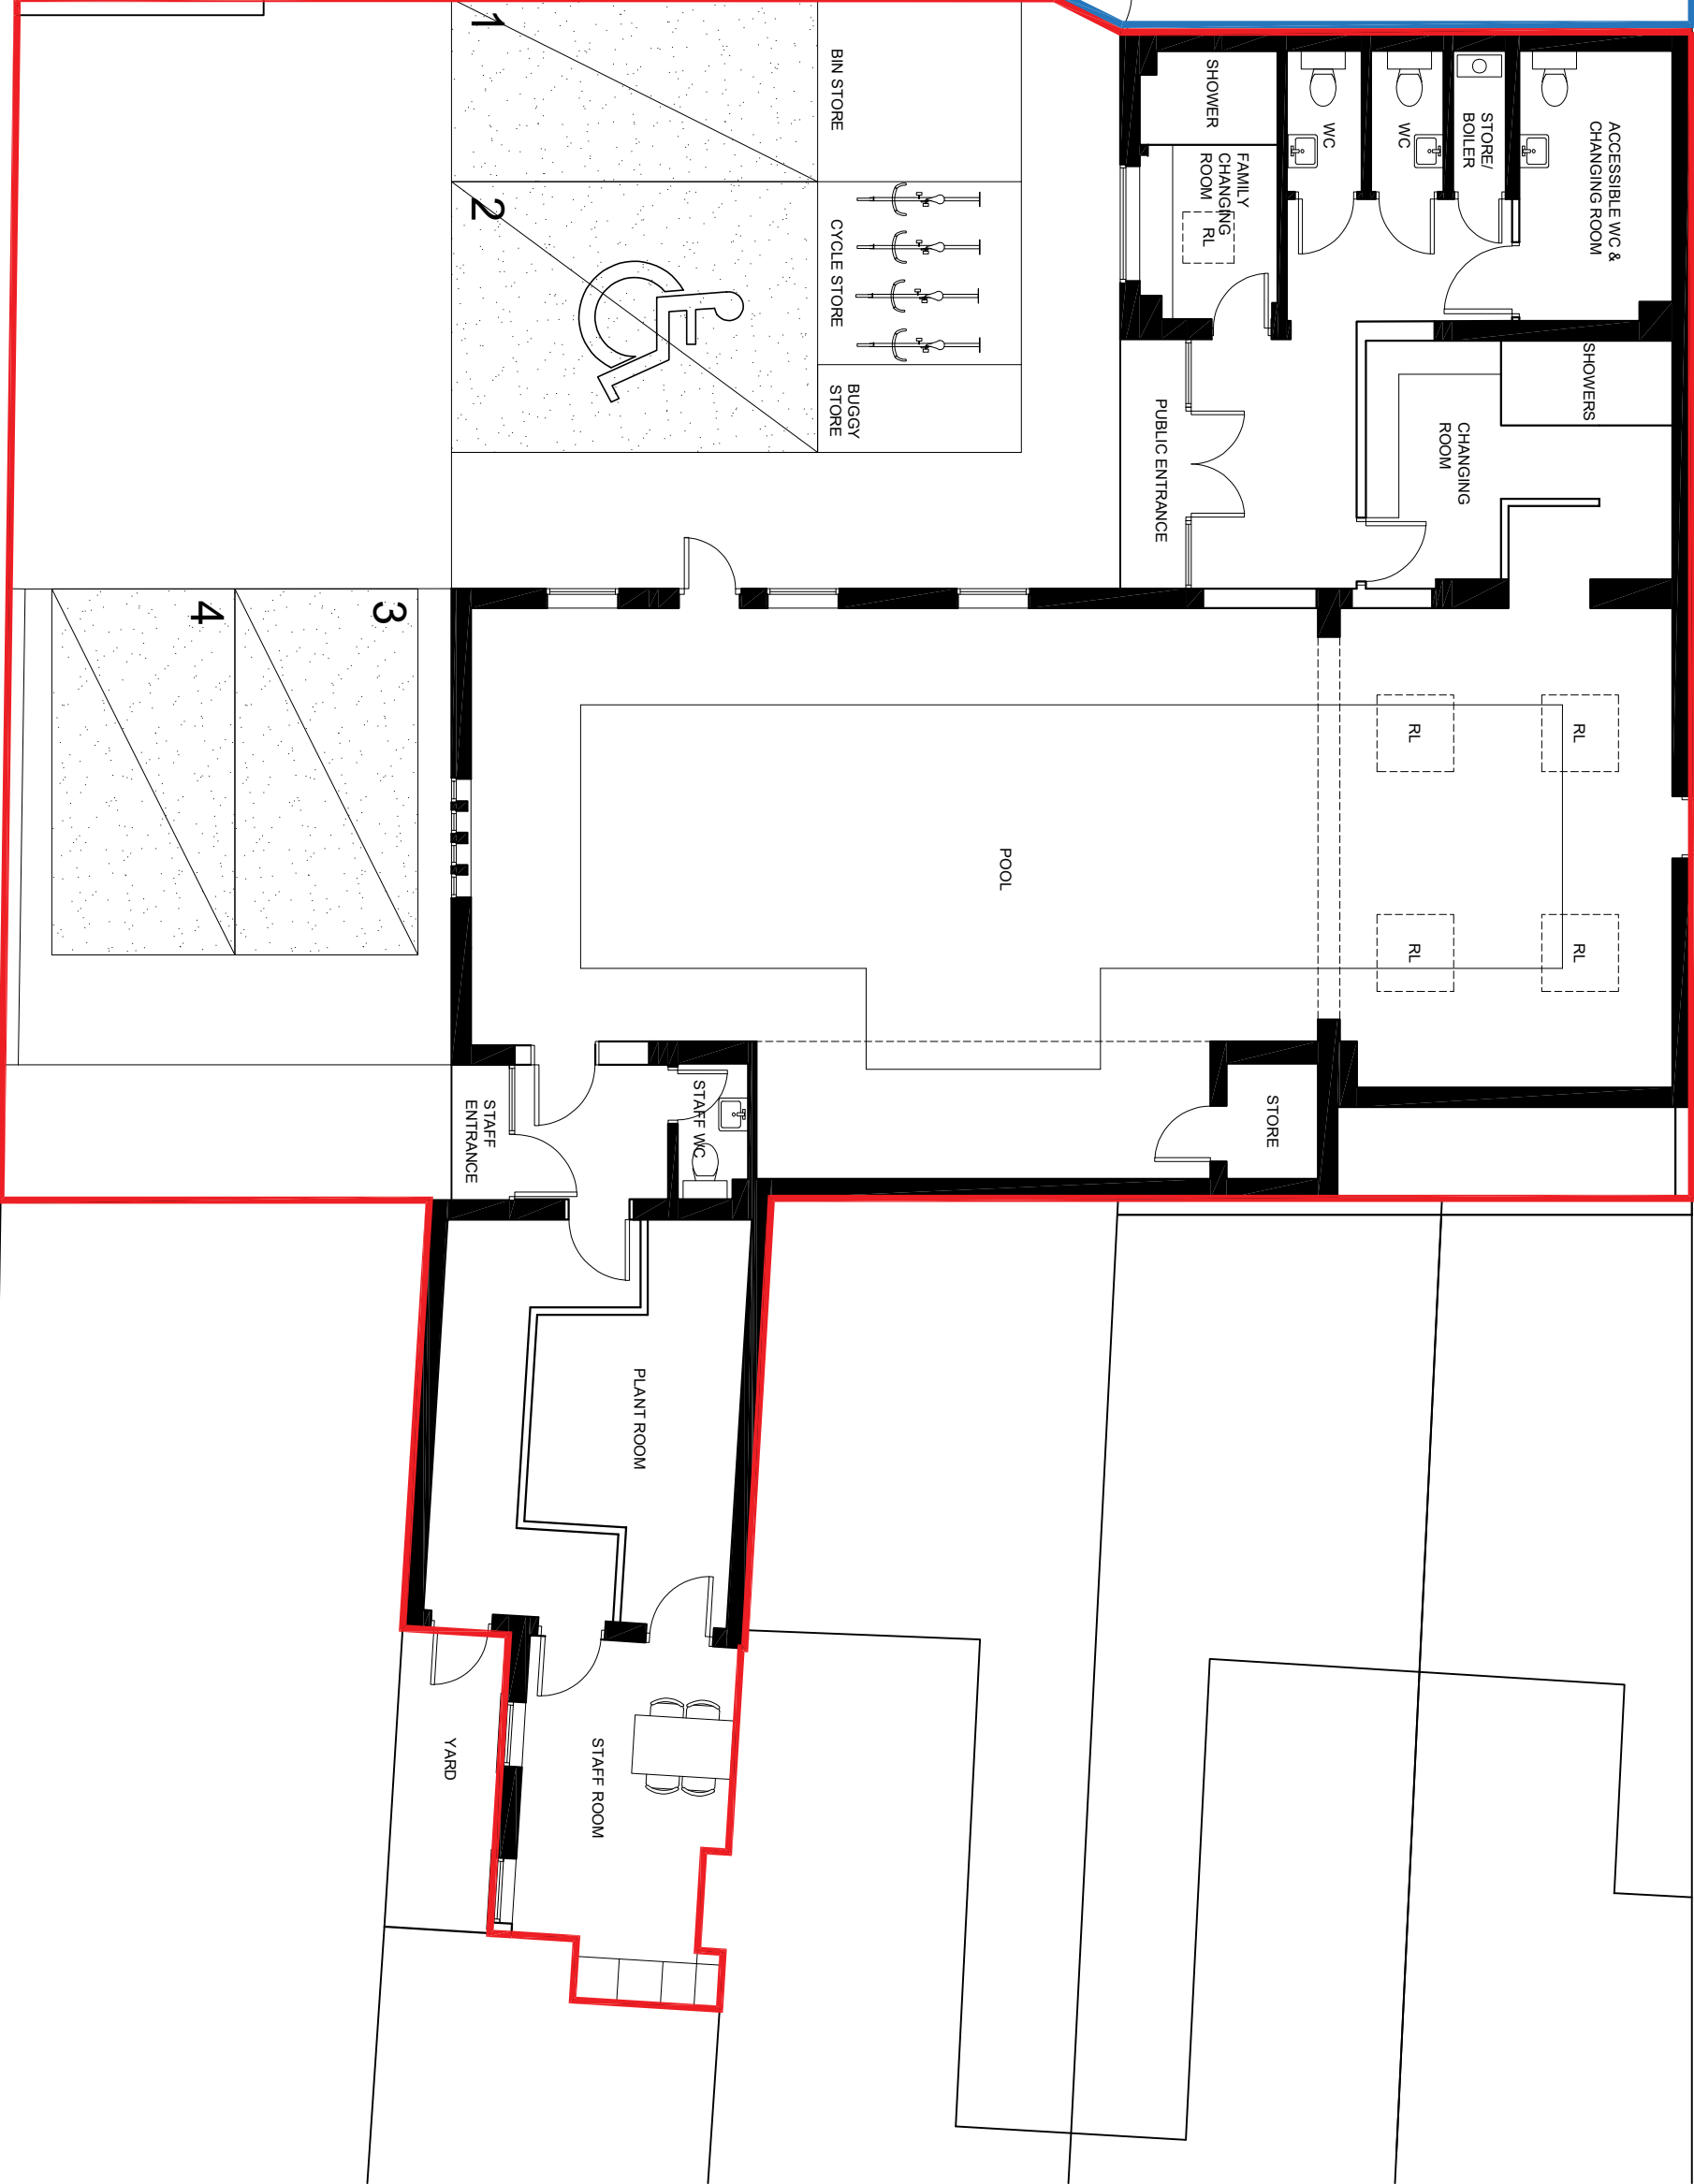 ACCESSIBLE WC &
CHANGING ROOM
STORE/
BOILER
WC
WC
SHOWER
FAMILY
CHANGING
ROOM
RL
SHOWERS
CHANGING
ROOM
PUBLIC ENTRANCE
BIN STORE
CYCLE STORE
BUGGY
STORE
1
2
3
4
RL
RL
RL
RL
POOL
STORE
STAFF WC
STAFF
ENTRANCE
PLANT ROOM
STAFF ROOM
YARD